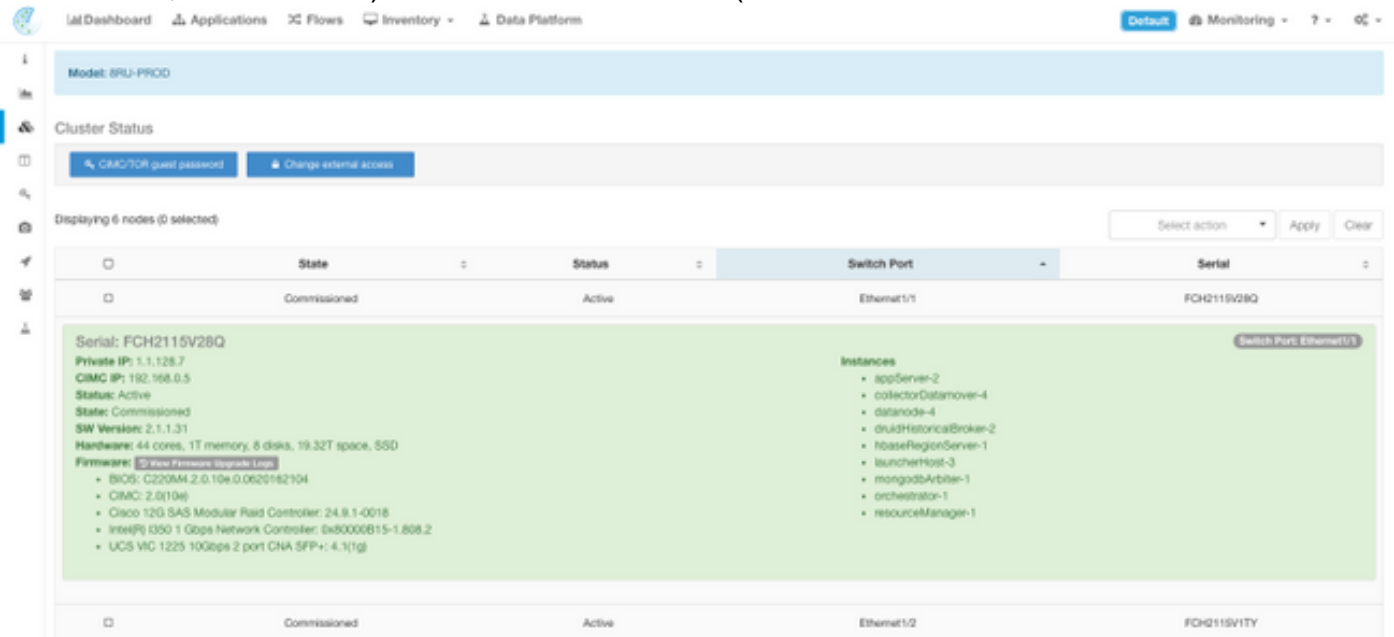 Dashboard Applications Flows Inventory Data Platform Default Monitoring ?
Model: 8RU-PROD
Cluster Status
CIMC/TOR guest password Change external access
Displaying 6 nodes (0 selected)
Select action Apply Clear
State Status Switch Port Serial
Commissioned Active Ethernet1/1 FCH2115V28Q
Serial: FCH2115V28Q
Switch Port: Ethernet1/1
Private IP: 1.1.128.7
CIMC IP: 192.168.0.5
Status: Active
State: Commissioned
SW Version: 2.1.1.31
Hardware: 44 cores, 1T memory, 8 disks, 19.32T space, SSD
Firmware: View Firmware Upgrade Logs
• BIOS: C220M4.2.0.10e.0.0620162104
• CIMC: 2.0(10e)
• Cisco 12G SAS Modular Raid Controller: 24.9.1-0018
• Intel(R) I350 1 Gbps Network Controller: 0x80000B15-1.808.2
• UCS VIC 1225 10Gbps 2 port CNA SFP+: 4.1(1g)
Instances
• appServer-2
• collectorDatamover-4
• datanode-4
• druidHistoricalBroker-2
• hbaseRegionServer-1
• launcherHost-3
• mongodbArbiter-1
• orchestrator-1
• resourceManager-1
Commissioned Active Ethernet1/2 FCH2115V1TY